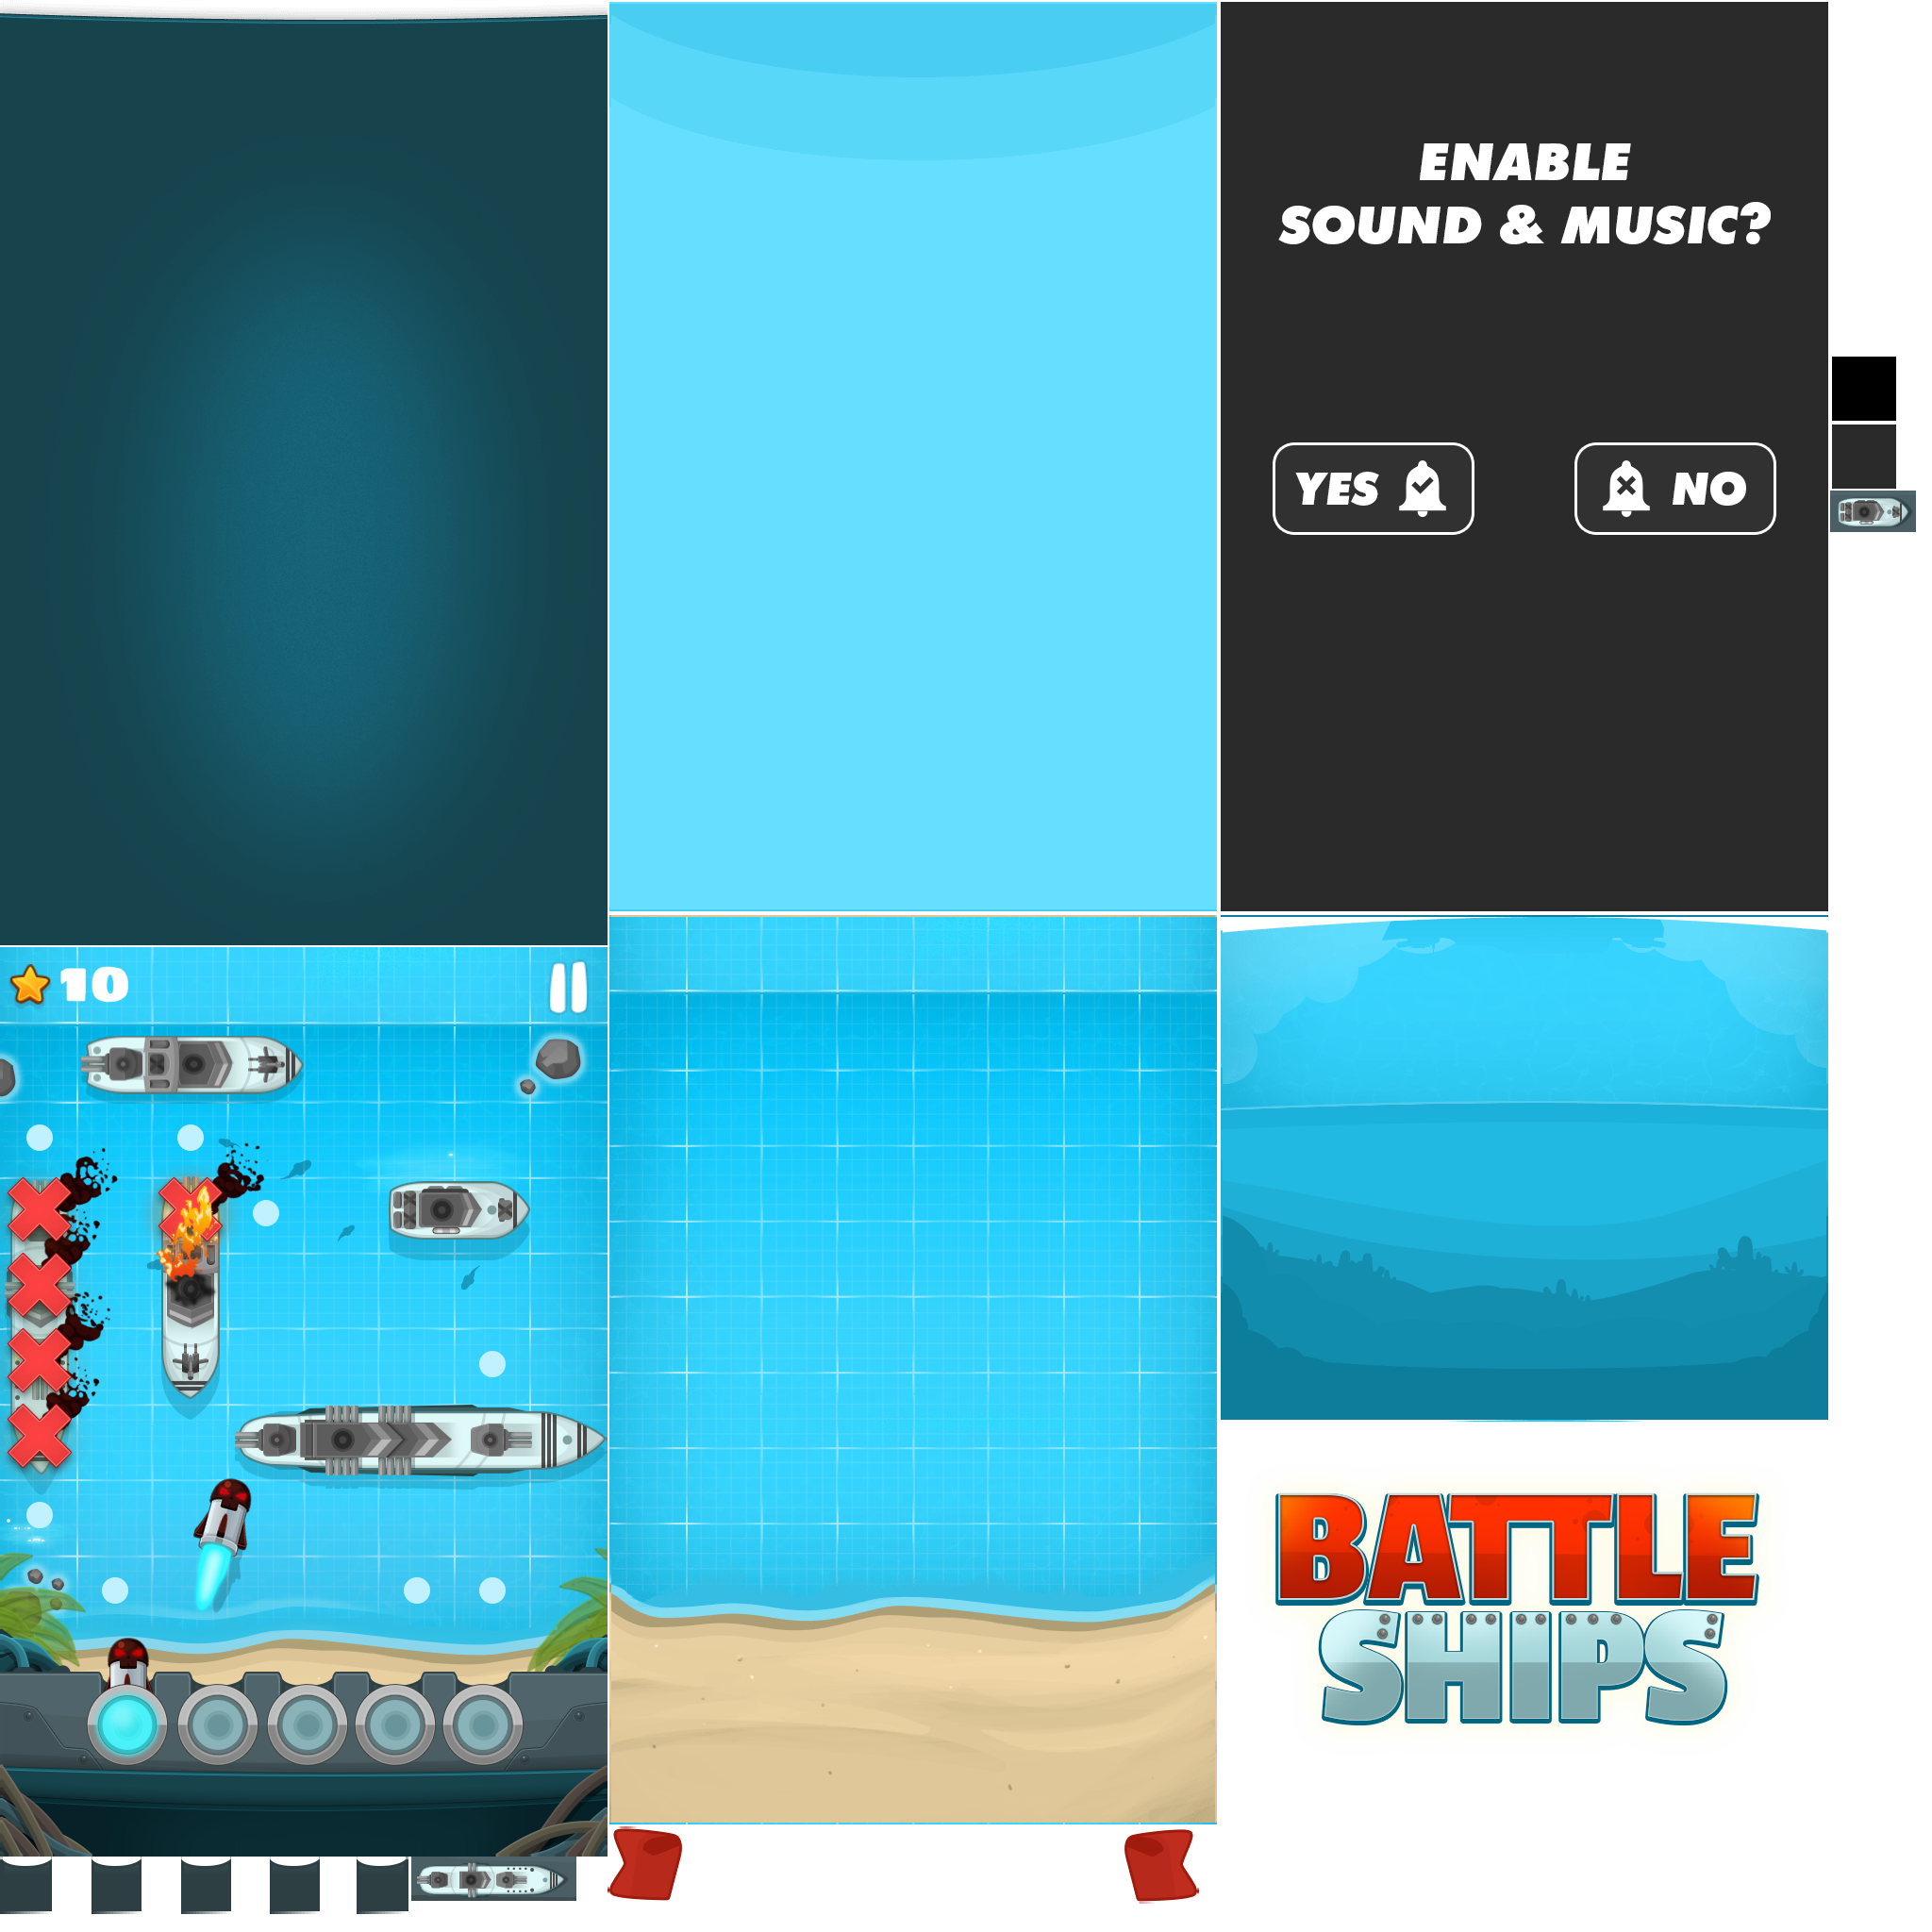 ENABLE
SOUND & MUSIC?
YES
NO
10
BATTLE
SHIPS